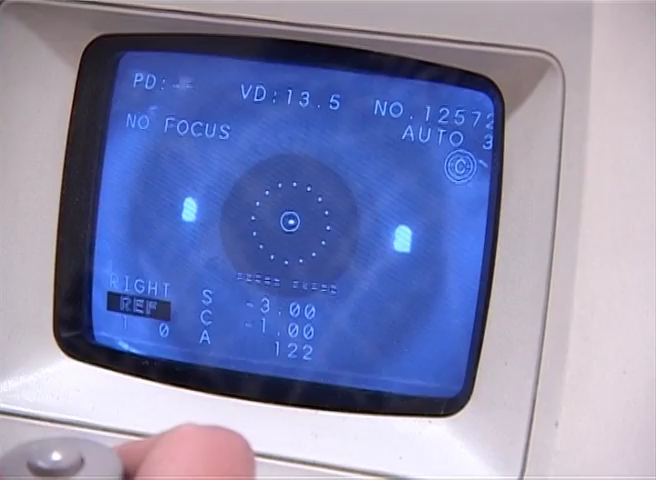 PD:
VD:13.5
NO.12572
NO FOCUS
AUTO 3
C
RIGHT
REF
S -3.00
C -1.00
1 0
A 122